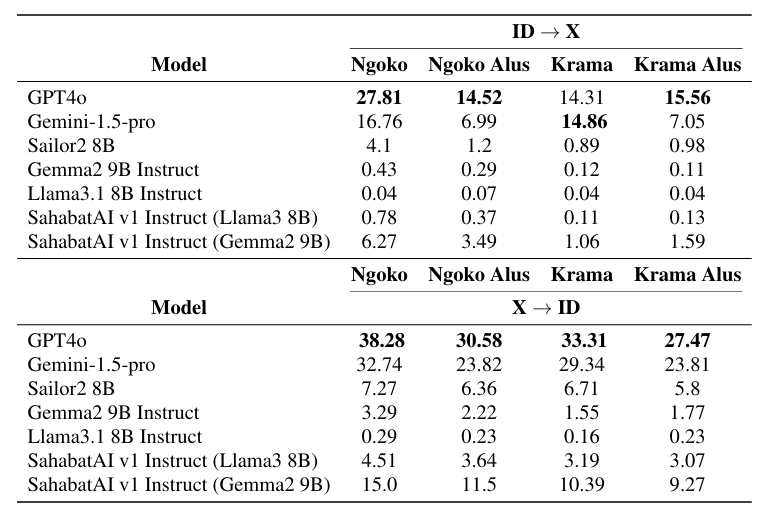 ID → X
Model Ngoko Ngoko Alus Krama Krama Alus
GPT4o 27.81 14.52 14.31 15.56
Gemini-1.5-pro 16.76 6.99 14.86 7.05
Sailor2 8B 4.1 1.2 0.89 0.98
Gemma2 9B Instruct 0.43 0.29 0.12 0.11
Llama3.1 8B Instruct 0.04 0.07 0.04 0.04
SahabatAI v1 Instruct (Llama3 8B) 0.78 0.37 0.11 0.13
SahabatAI v1 Instruct (Gemma2 9B) 6.27 3.49 1.06 1.59
Ngoko Ngoko Alus Krama Krama Alus
Model X → ID
GPT4o 38.28 30.58 33.31 27.47
Gemini-1.5-pro 32.74 23.82 29.34 23.81
Sailor2 8B 7.27 6.36 6.71 5.8
Gemma2 9B Instruct 3.29 2.22 1.55 1.77
Llama3.1 8B Instruct 0.29 0.23 0.16 0.23
SahabatAI v1 Instruct (Llama3 8B) 4.51 3.64 3.19 3.07
SahabatAI v1 Instruct (Gemma2 9B) 15.0 11.5 10.39 9.27